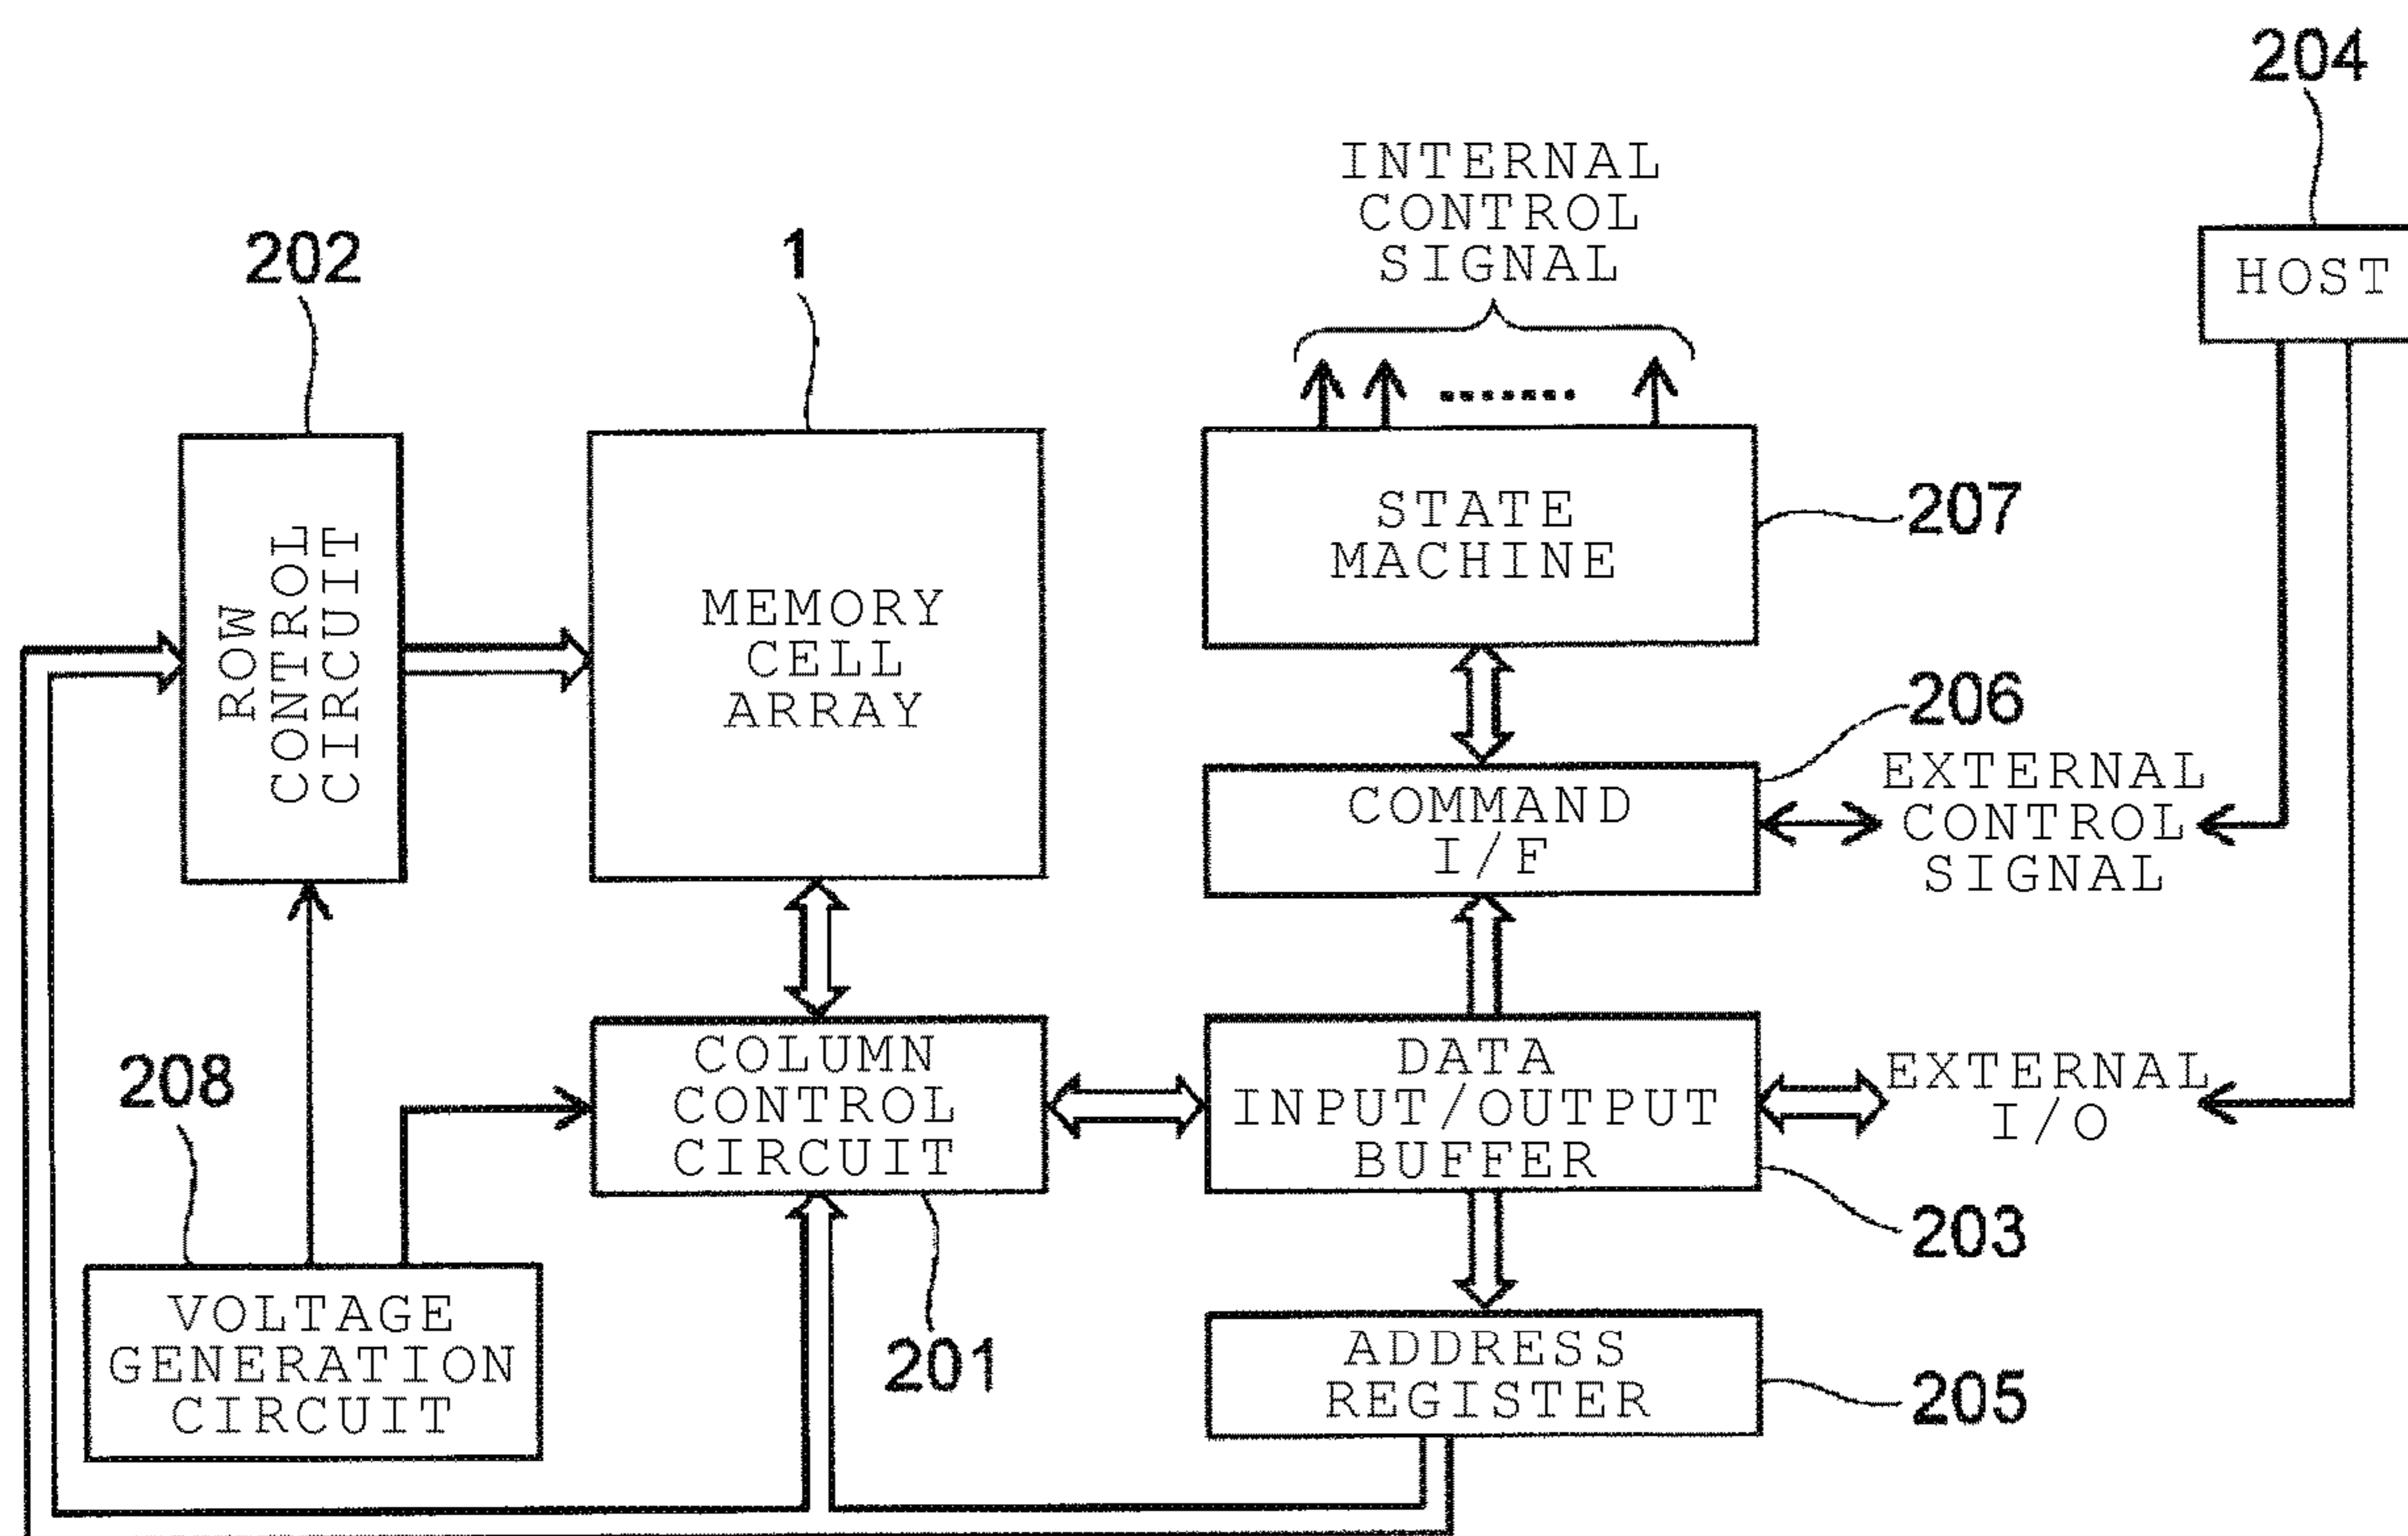 204
INTERNAL
CONTROL
SIGNAL
202
1
HOST
ROW
CONTROL
CIRCUIT
MEMORY
CELL
ARRAY
STATE
MACHINE
207
206
COMMAND
I/F
EXTERNAL
CONTROL
SIGNAL
208
COLUMN
CONTROL
CIRCUIT
DATA
INPUT/OUTPUT
BUFFER
EXTERNAL
I/O
203
VOLTAGE
GENERATION
CIRCUIT
201
ADDRESS
REGISTER
205